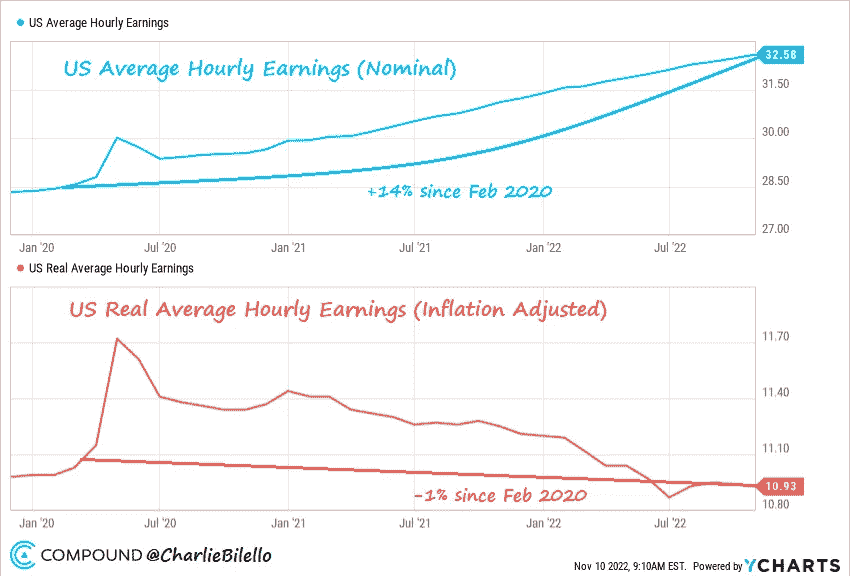 US Average Hourly Earnings
US Average Hourly Earnings (Nominal)
32.58
31.50
30.00
+14% since Feb 2020
28.50
27.00
Jan '20 Jul '20 Jan '21 Jul '21 Jan '22 Jul '22
US Real Average Hourly Earnings
US Real Average Hourly Earnings (Inflation Adjusted)
11.70
11.40
11.10
10.93
-1% since Feb 2020
10.80
Jan '20 Jul '20 Jan '21 Jul '21 Jan '22 Jul '22
COMPOUND @CharlieBilello
Nov 10 2022, 9:10AM EST. Powered by YCHARTS